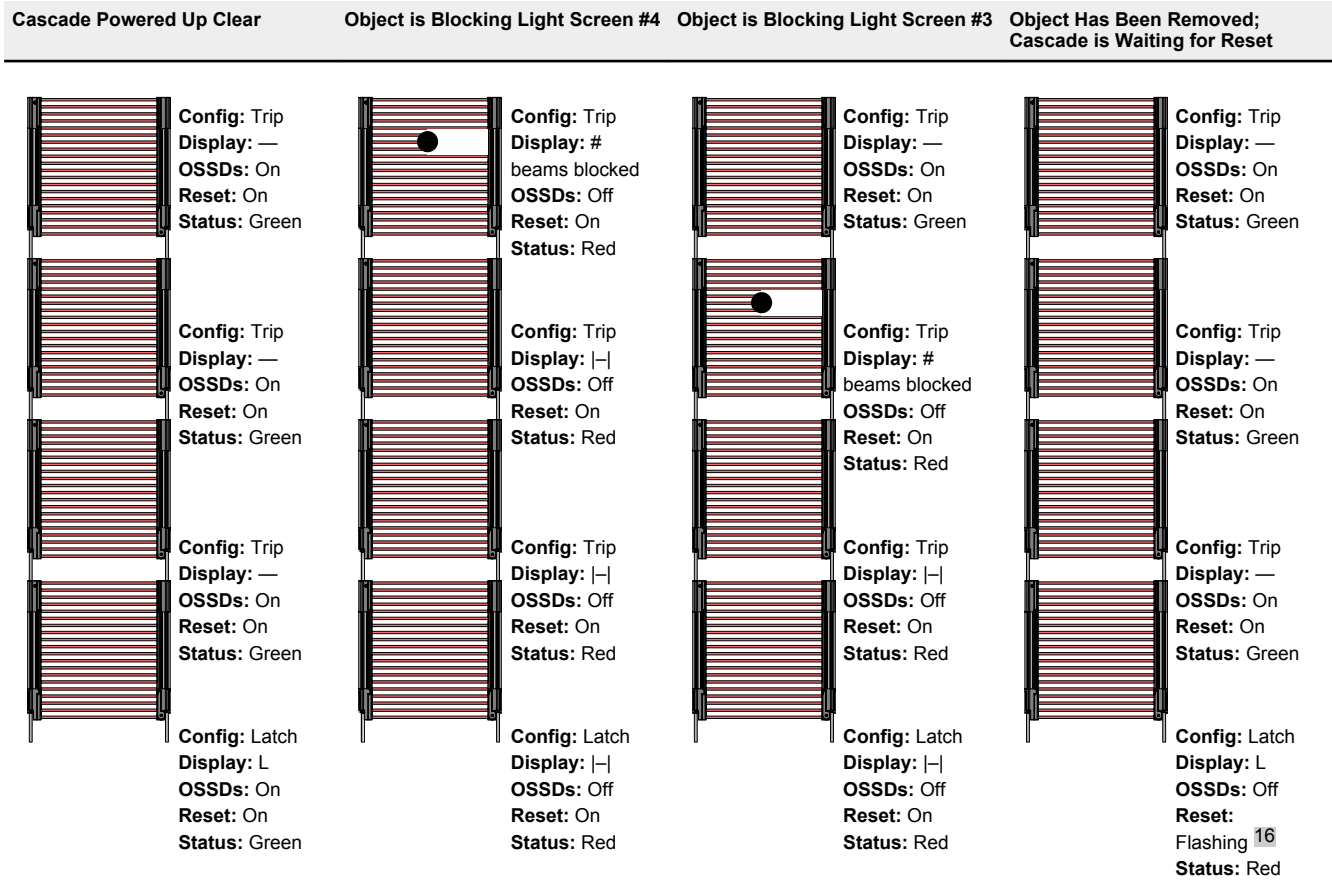 Cascade Powered Up Clear
Object is Blocking Light Screen #4
Object is Blocking Light Screen #3
Object Has Been Removed;
Cascade is Waiting for Reset
Config: Trip
Display: —
OSSDs: On
Reset: On
Status: Green
Config: Trip
Display: —
OSSDs: On
Reset: On
Status: Green
Config: Trip
Display: —
OSSDs: On
Reset: On
Status: Green
Config: Latch
Display: L
OSSDs: On
Reset: On
Status: Green
Config: Trip
Display: #
beams blocked
OSSDs: Off
Reset: On
Status: Red
Config: Trip
Display: |–|
OSSDs: Off
Reset: On
Status: Red
Config: Trip
Display: |–|
OSSDs: Off
Reset: On
Status: Red
Config: Latch
Display: |–|
OSSDs: Off
Reset: On
Status: Red
Config: Trip
Display: —
OSSDs: On
Reset: On
Status: Green
Config: Trip
Display: #
beams blocked
OSSDs: Off
Reset: On
Status: Red
Config: Trip
Display: |–|
OSSDs: Off
Reset: On
Status: Red
Config: Latch
Display: |–|
OSSDs: Off
Reset: On
Status: Red
Config: Trip
Display: —
OSSDs: On
Reset: On
Status: Green
Config: Trip
Display: —
OSSDs: On
Reset: On
Status: Green
Config: Trip
Display: —
OSSDs: On
Reset: On
Status: Green
Config: Latch
Display: L
OSSDs: Off
Reset:
Flashing 16
Status: Red